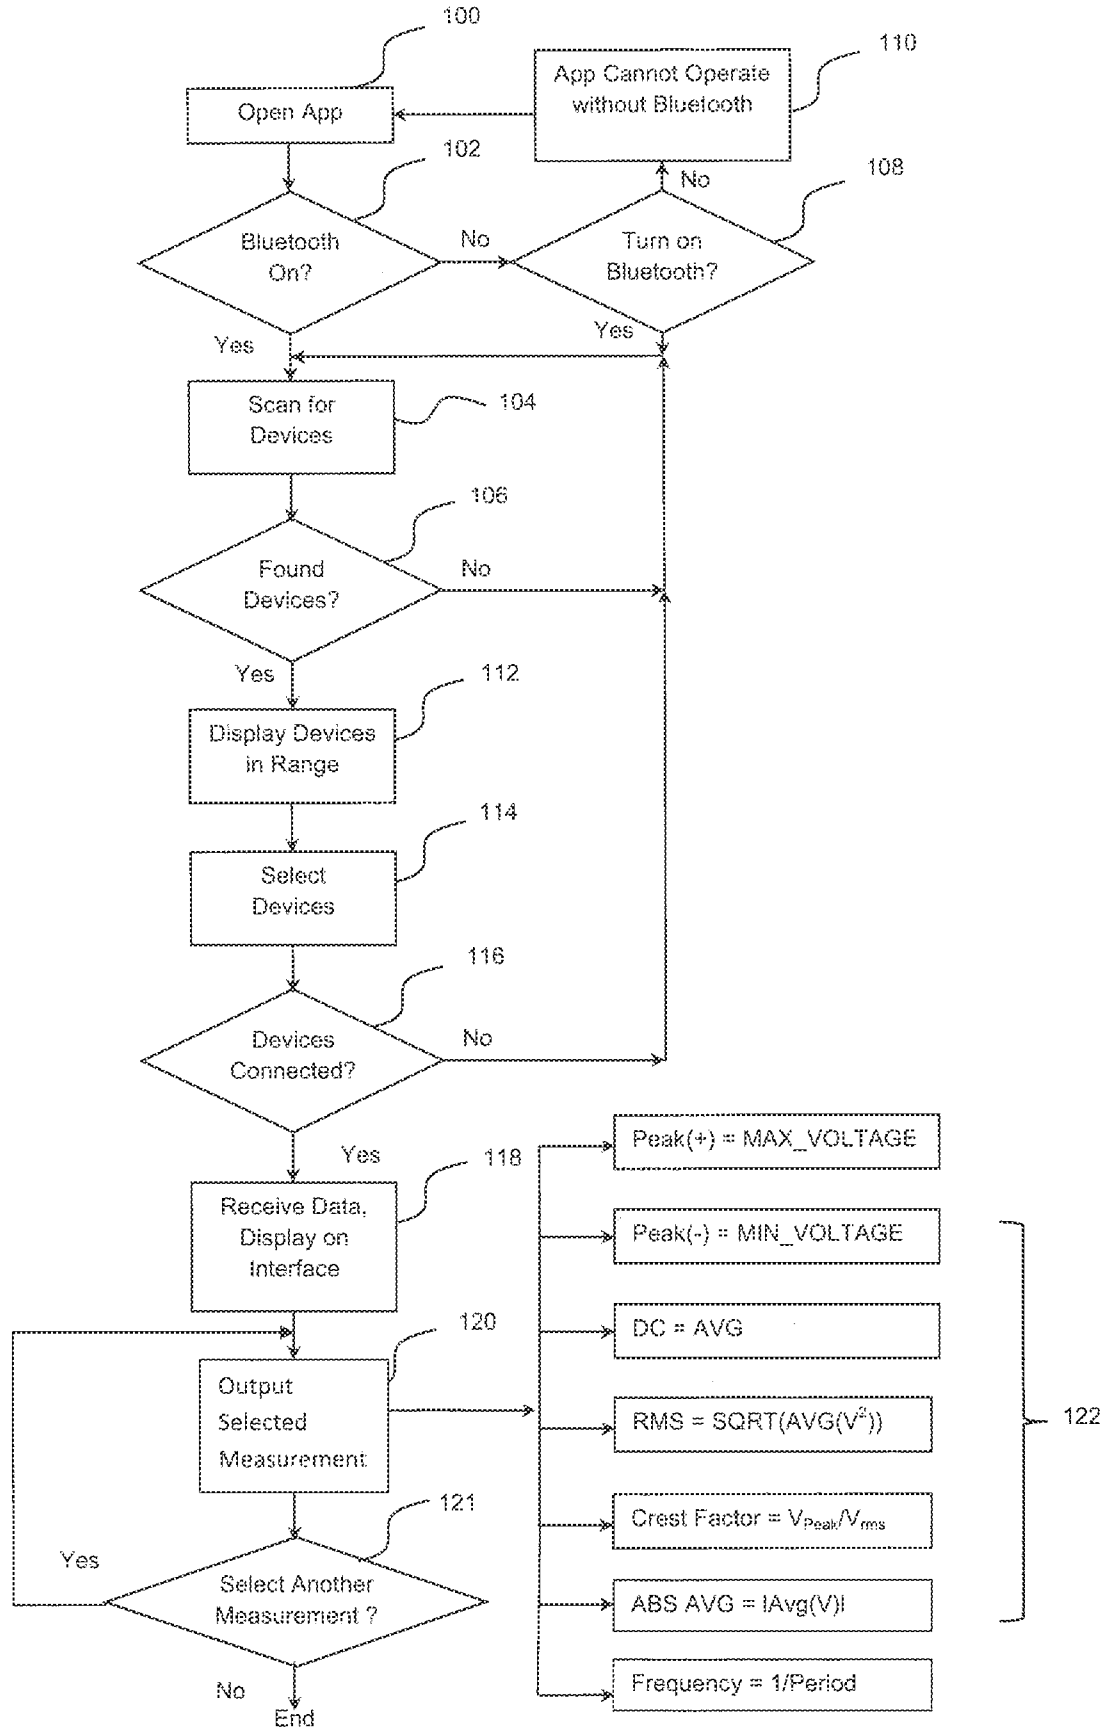 100
110
App Cannot Operate
without Bluetooth
Open App
102
108
No
Bluetooth
On?
No
Turn on
Bluetooth?
Yes
Yes
Scan for
Devices
104
106
Found
Devices?
No
Yes
112
Display Devices
in Range
114
Select
Devices
116
Devices
Connected?
No
Yes
118
Receive Data,
Display on
Interface
120
Output
Selected
Measurement
121
Select Another
Measurement ?
Yes
No
End
Peak(+) = MAX_VOLTAGE
Peak(-) = MIN_VOLTAGE
DC = AVG
RMS = SQRT(AVG(V²))
Crest Factor = VPeak/Vrms
ABS AVG = |Avg(V)|
Frequency = 1/Period
122